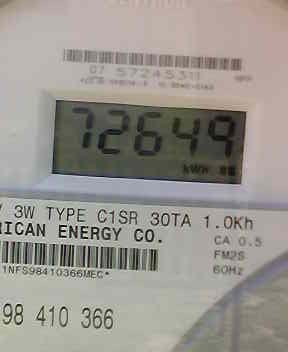 07 57245311
72649
kWH
V 3W TYPE C1SR 30TA 1.0Kh
RICAN ENERGY CO.
CA 0.5
FM2S
60Hz
1NFS98410366MEC*
98 410 366